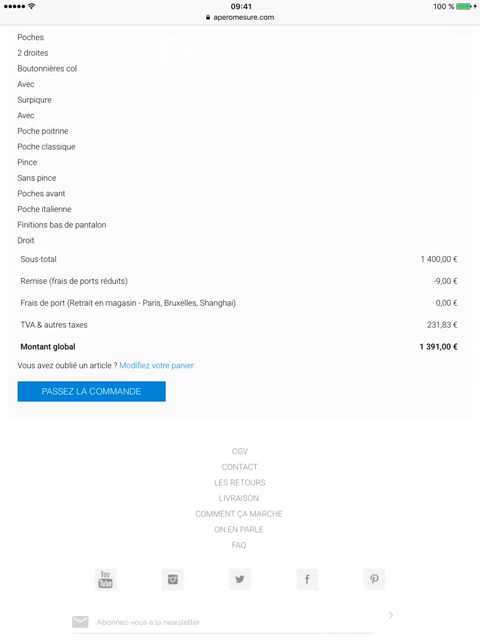 09:41
100 %
aperomesure.com
Poches
2 droites
Boutonnières col
Avec
Surpiqure
Avec
Poche poitrine
Poche classique
Pince
Sans pince
Poches avant
Poche italienne
Finitions bas de pantalon
Droit
Sous-total 1 400,00 €
Remise (frais de ports réduits) -9,00 €
Frais de port (Retrait en magasin - Paris, Bruxelles, Shanghai) 0,00 €
TVA & autres taxes 231,83 €
Montant global 1 391,00 €
Vous avez oublié un article ? Modifiez votre panier
PASSEZ LA COMMANDE
CGV
CONTACT
LES RETOURS
LIVRAISON
COMMENT ÇA MARCHE
ON EN PARLE
FAQ
You Tube
Abonnez-vous à la newsletter